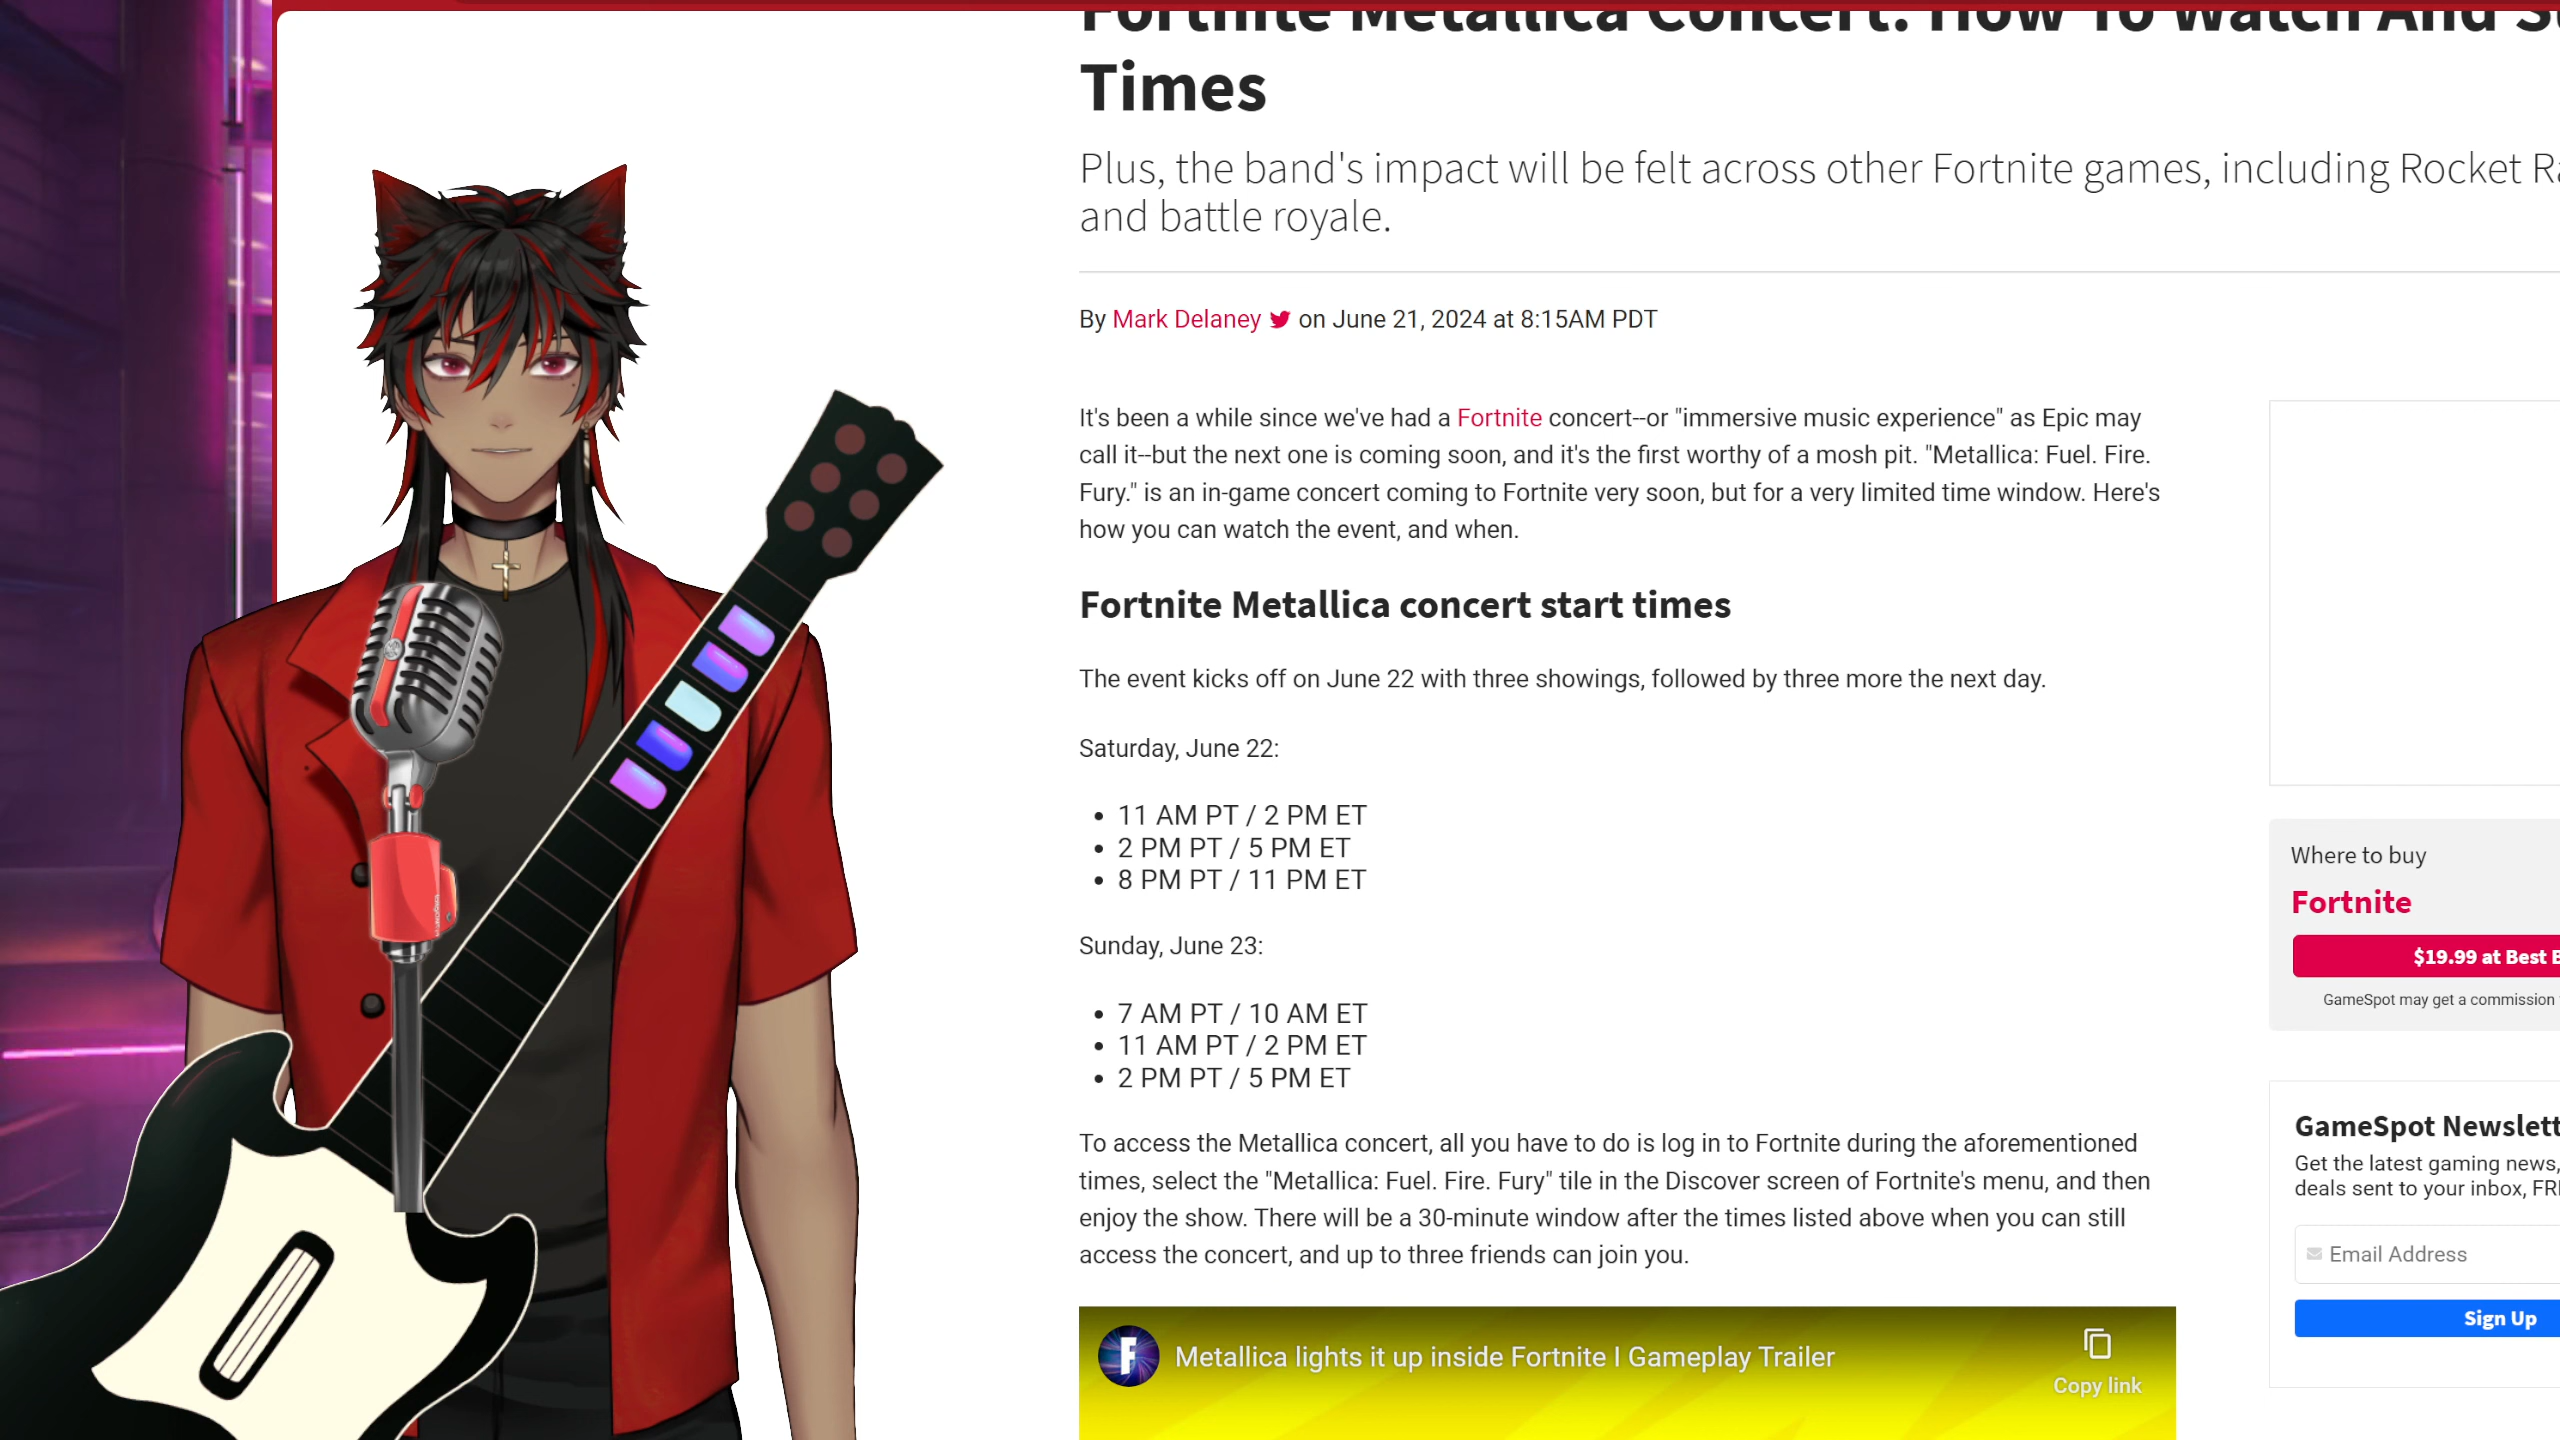 Fortnite Metallica Concert: How To Watch And
Times
Plus, the band's impact will be felt across other Fortnite games, including Rocket
and battle royale.
By Mark Delaney on June 21, 2024 at 8:15AM PDT
It's been a while since we've had a Fortnite concert--or "immersive music experience" as Epic may
call it--but the next one is coming soon, and it's the first worthy of a mosh pit. "Metallica: Fuel. Fire.
Fury." is an in-game concert coming to Fortnite very soon, but for a very limited time window. Here's
how you can watch the event, and when.
Fortnite Metallica concert start times
The event kicks off on June 22 with three showings, followed by three more the next day.
Saturday, June 22:
• 11 AM PT / 2 PM ET
• 2 PM PT / 5 PM ET
• 8 PM PT / 11 PM ET
Sunday, June 23:
• 7 AM PT / 10 AM ET
• 11 AM PT / 2 PM ET
• 2 PM PT / 5 PM ET
To access the Metallica concert, all you have to do is log in to Fortnite during the aforementioned
times, select the "Metallica: Fuel. Fire. Fury" tile in the Discover screen of Fortnite's menu, and then
enjoy the show. There will be a 30-minute window after the times listed above when you can still
access the concert, and up to three friends can join you.
Metallica lights it up inside Fortnite I Gameplay Trailer
Copy link
Where to buy
Fortnite
$19.99 at Best
GameSpot may get a commission
GameSpot
Get the latest gaming news,
deals sent to your inbox,
Email Address
Sign Up